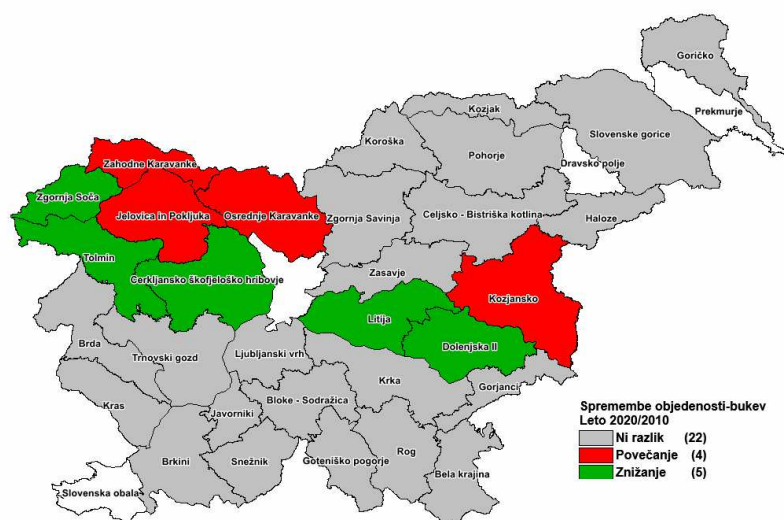 Goričko
Prekmurje
Kozjak
Slovenske gorice
Koroška
Pohorje
Dravsko polje
Zahodne Karavanke
Zgornja Soča
Jelovica in Pokljuka
Osrednje Karavanke
Zgornja Savinja
Celjsko - Bistriška kotlina
Haloze
Tolmin
Cerkljansko škofjeloško hribovje
Zasavje
Kozjansko
Litija
Dolenjska II
Brda
Trnovski gozd
Ljubljanski vrh
Krka
Gorjanci
Kras
Javorniki
Bloke - Sodražica
Rog
Brkini
Snežnik
Goteniško pogorje
Bela krajina
Slovenska obala
Spremembe objedenosti-bukev
Leto 2020/2010
Ni razlik (22)
Povečanje (4)
Znižanje (5)